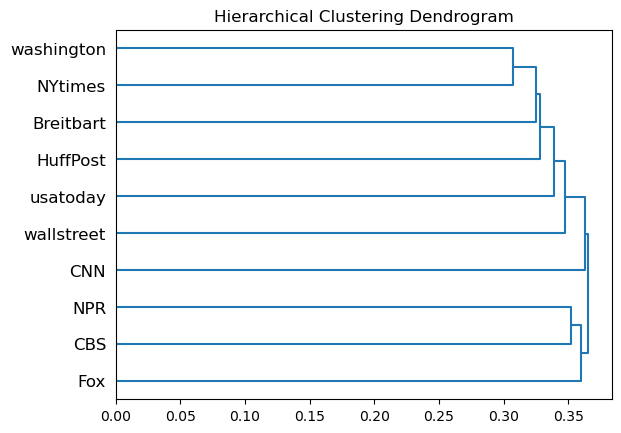 Hierarchical Clustering Dendrogram
washington
NYtimes
Breitbart
HuffPost
usatoday
wallstreet
CNN
NPR
CBS
Fox
0.00 0.05 0.10 0.15 0.20 0.25 0.30 0.35